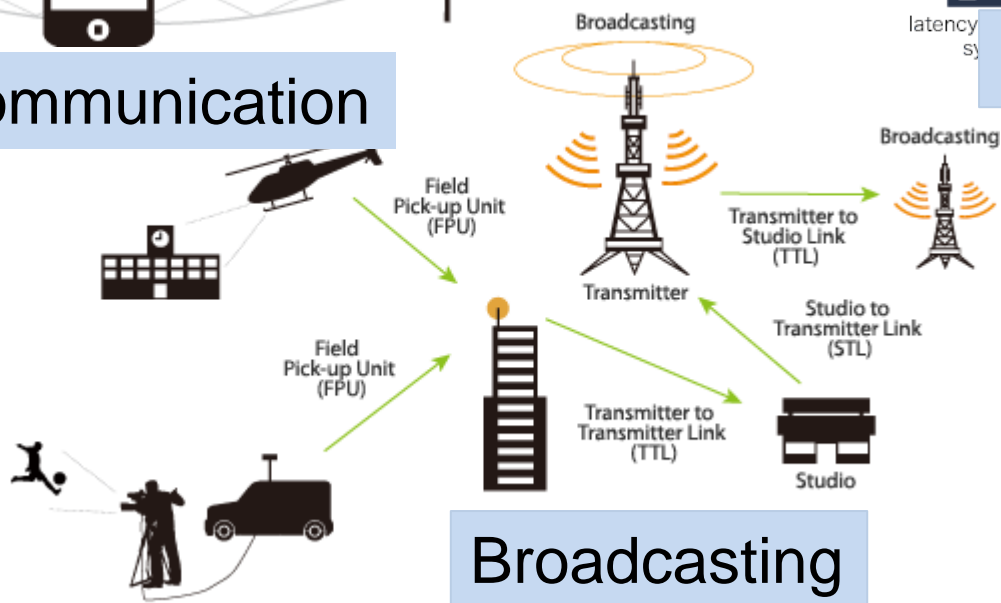 Broadcasting
latency
ommunication
Broadcasting
Field
Pick-up Unit
(FPU)
Transmitter to
Studio Link
(TTL)
Transmitter
Studio to
Transmitter Link
(STL)
Field
Pick-up Unit
(FPU)
Transmitter to
Transmitter Link
(TTL)
Studio
Broadcasting